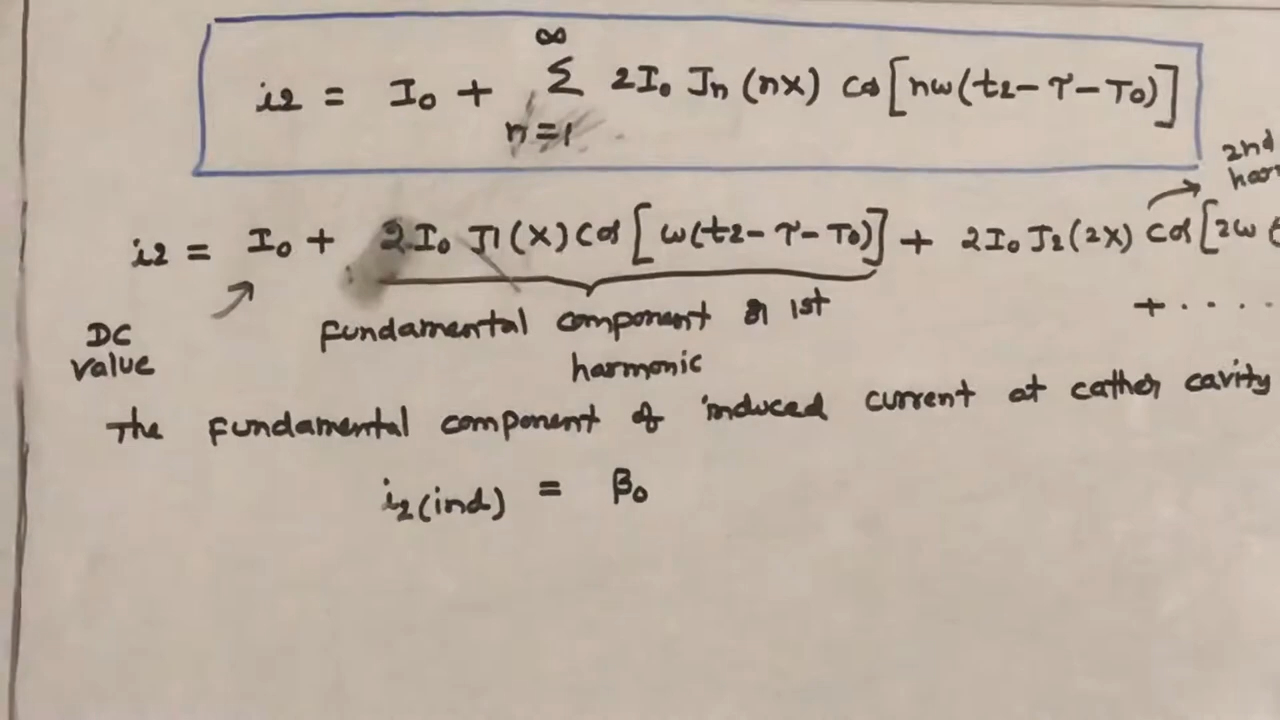 ∞
i2 = I0 + Σ 2I0 Jn (nx) cos [nω(t2 - τ - T0)]
n=1
2nd
har
i2 = I0 + 2I0 J1 (x) cos [ω(t2 - τ - T0)] + 2I0 J2 (2x) cos [2ω (
DC
value
fundamental component or 1st
harmonic
+ . . . .
The fundamental component of induced current at cather cavity
i2(ind) = β0